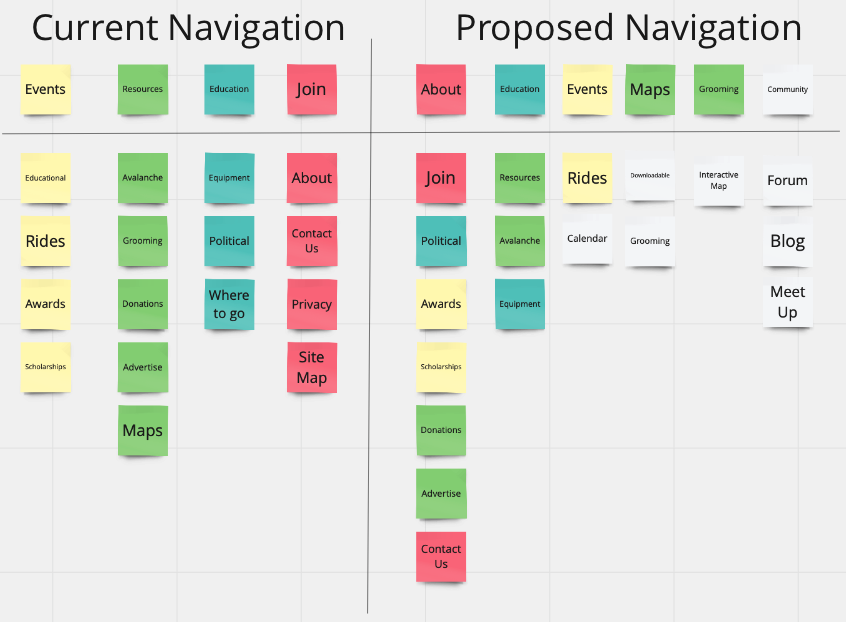 Current Navigation
Proposed Navigation
Events
Resources
Education
Join
About
Education
Events
Maps
Grooming
Community
Educational
Avalanche
Equipment
About
Join
Resources
Rides
Downloadable
Interactive
Map
Forum
Rides
Grooming
Political
Contact
Us
Political
Avalanche
Calendar
Grooming
Blog
Awards
Donations
Where
to go
Privacy
Awards
Equipment
Meet
Up
Scholarships
Advertise
Site
Map
Scholarships
Maps
Donations
Advertise
Contact
Us